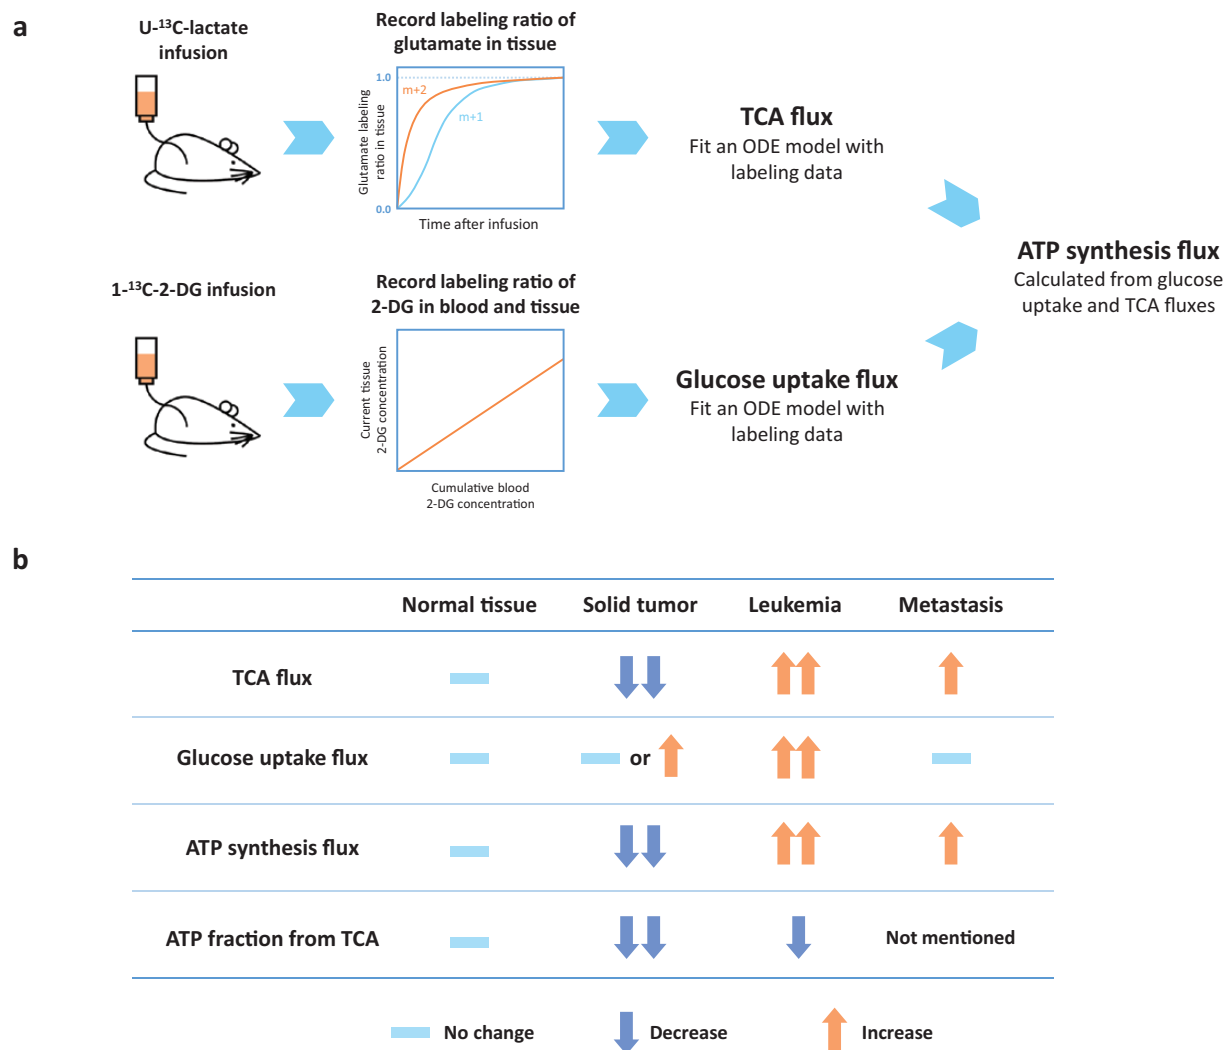 a
U-¹³C-lactate
infusion
Record labeling ratio of
glutamate in tissue
Glutamate labeling
ratio in tissue
1.0
m+2
m+1
0.0
Time after infusion
TCA flux
Fit an ODE model with
labeling data
1-¹³C-2-DG infusion
Record labeling ratio of
2-DG in blood and tissue
Current tissue
2-DG concentration
Cumulative blood
2-DG concentration
Glucose uptake flux
Fit an ODE model with
labeling data
ATP synthesis flux
Calculated from glucose
uptake and TCA fluxes
b
Normal tissue Solid tumor Leukemia Metastasis
TCA flux
Glucose uptake flux or
ATP synthesis flux
ATP fraction from TCA Not mentioned
No change Decrease Increase